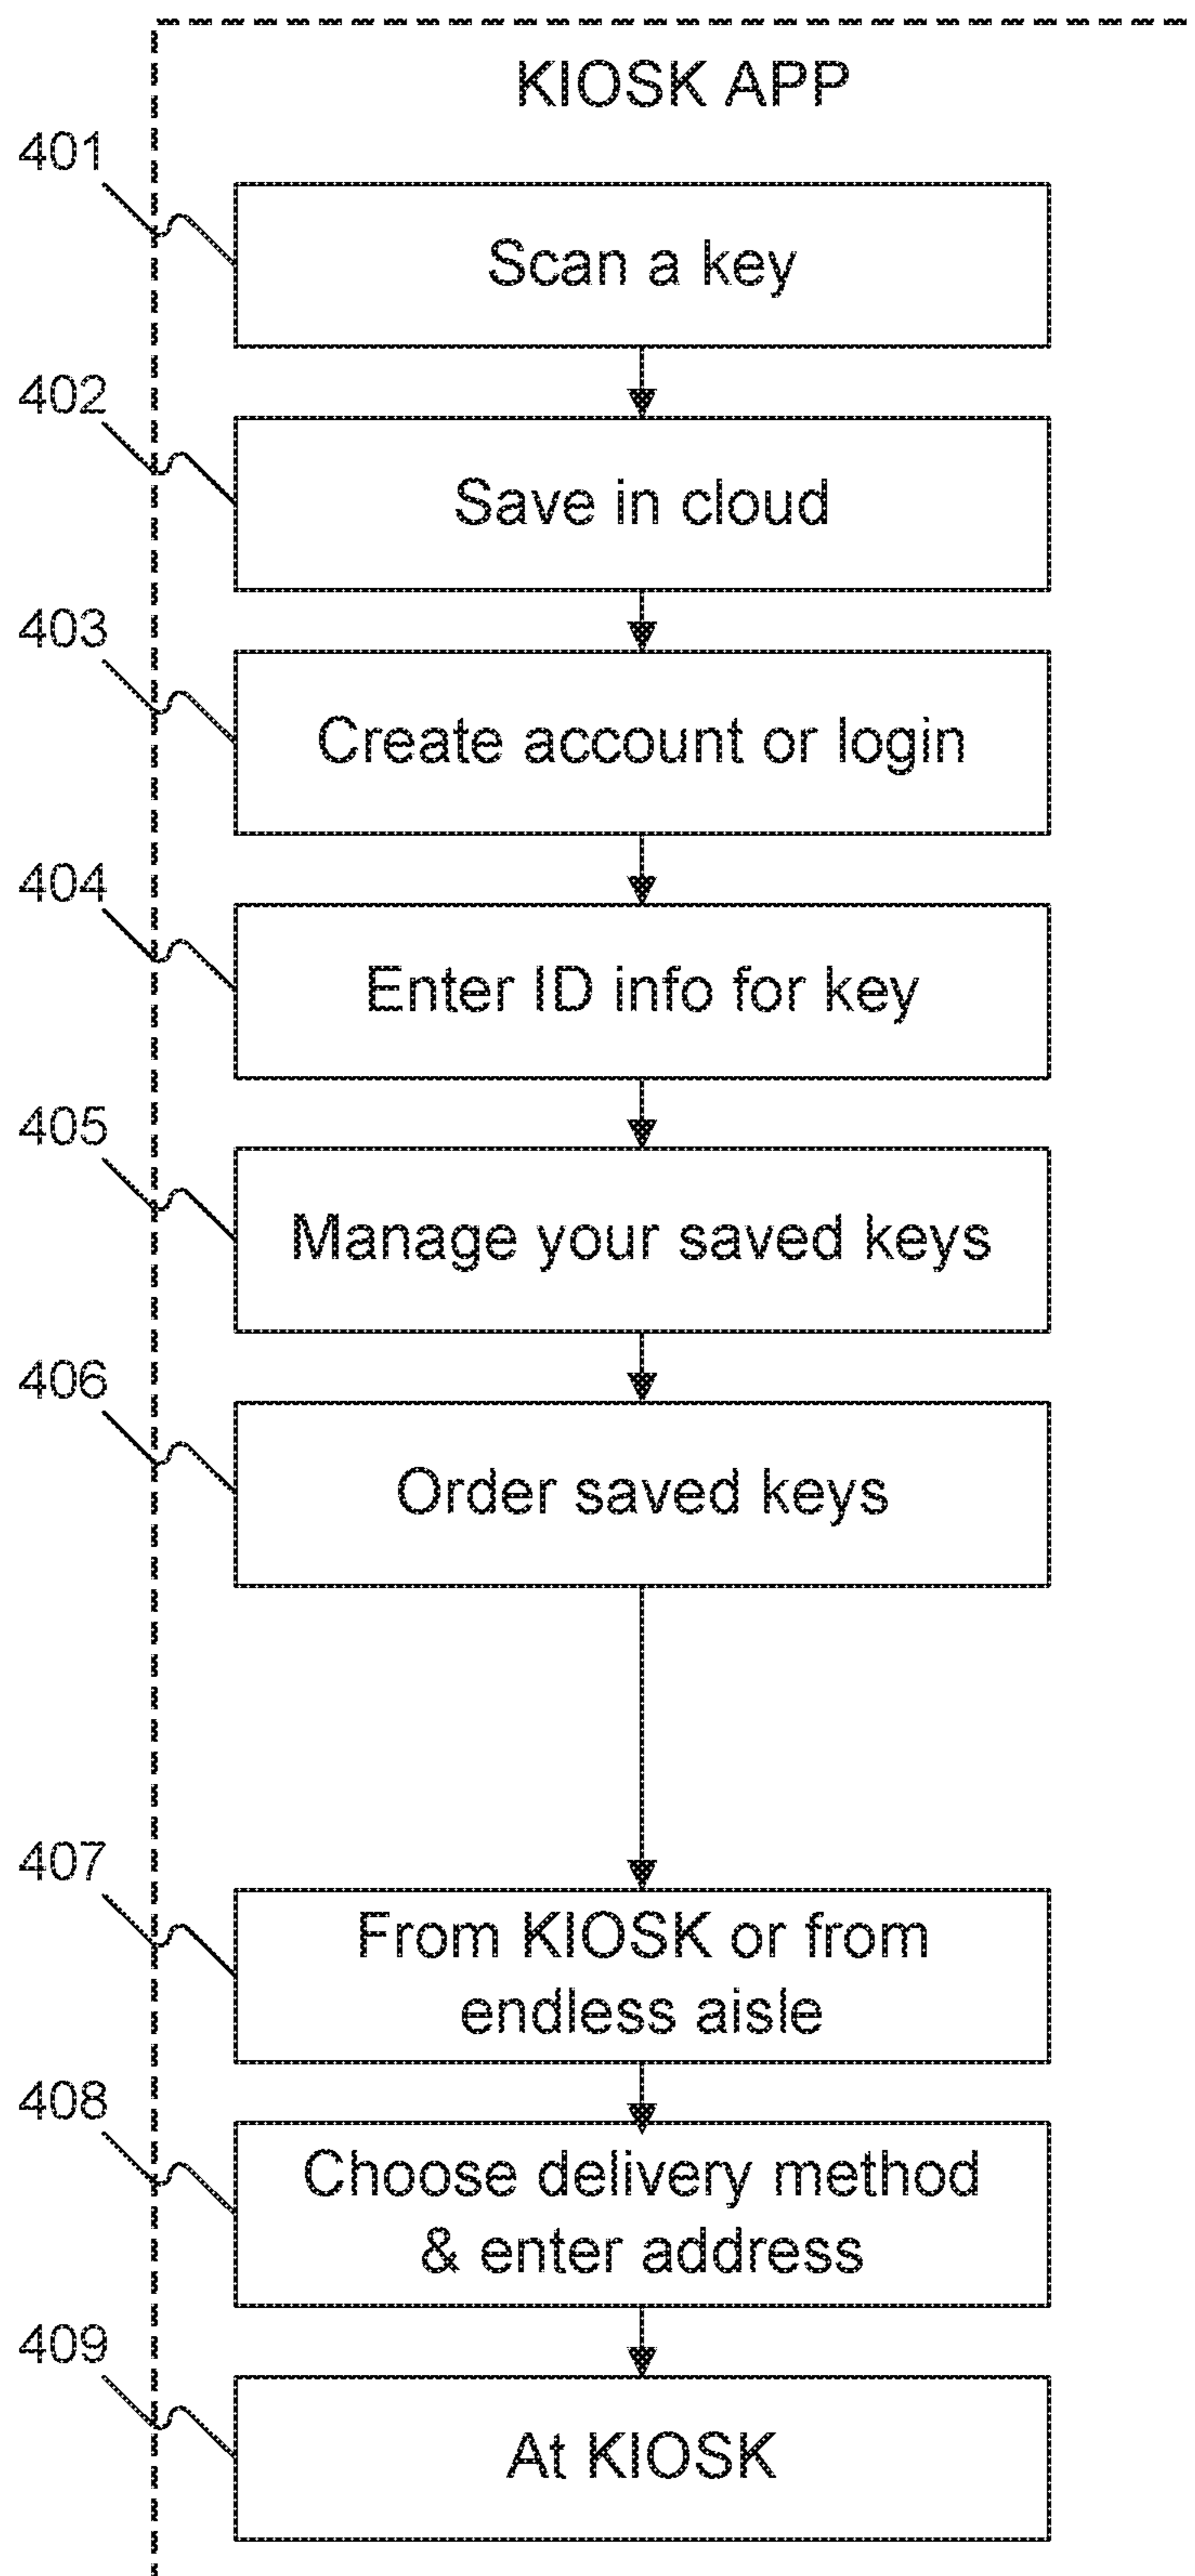 KIOSK APP
401
Scan a key
402
Save in cloud
403
Create account or login
404
Enter ID info for key
405
Manage your saved keys
406
Order saved keys
407
From KIOSK or from
endless aisle
408
Choose delivery method
& enter address
409
At KIOSK